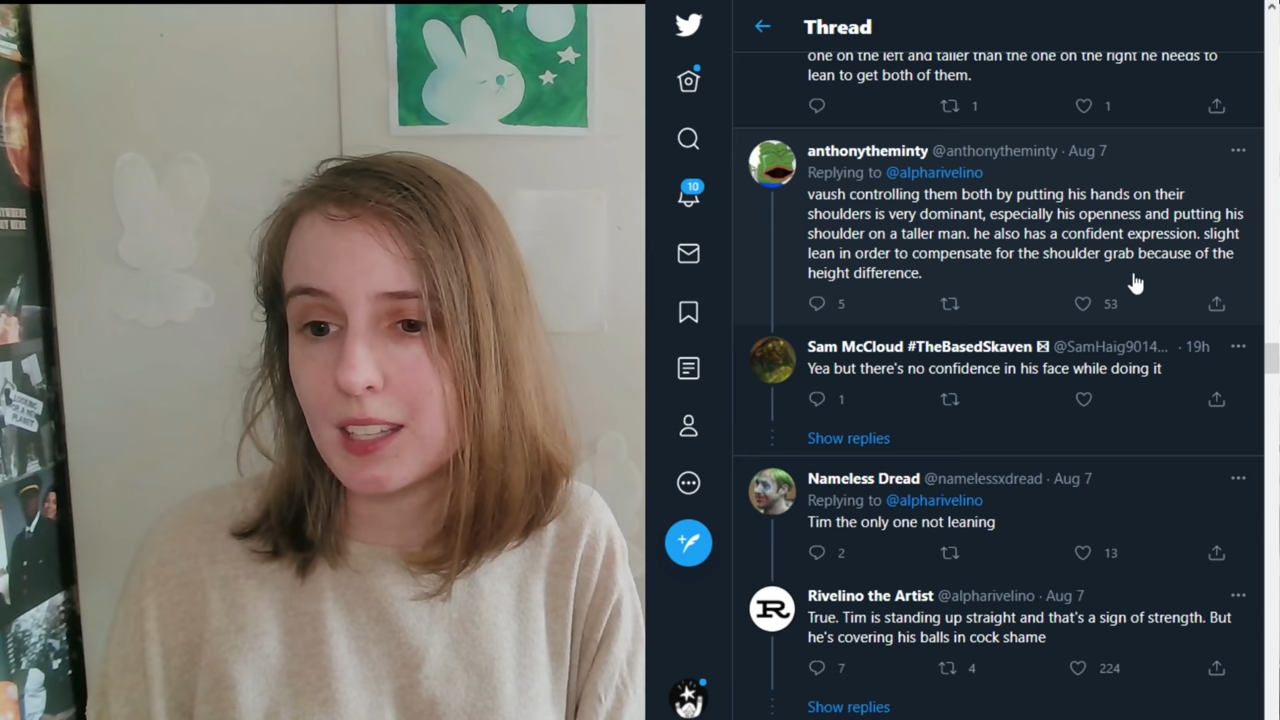 Thread
one on the left and taller than the one on the right he needs to
lean to get both of them.
1
1
anthonytheminty @anthonytheminty · Aug 7
Replying to @alpharivelino
vaush controlling them both by putting his hands on their
shoulders is very dominant, especially his openness and putting his
shoulder on a taller man. he also has a confident expression. slight
lean in order to compensate for the shoulder grab because of the
height difference.
5
53
Sam McCloud #TheBasedSkaven @SamHaig9014... · 19h
Yea but there's no confidence in his face while doing it
1
Show replies
Nameless Dread @namelessxdread · Aug 7
Replying to @alpharivelino
Tim the only one not leaning
2
13
Rivelino the Artist @alpharivelino · Aug 7
True. Tim is standing up straight and that's a sign of strength. But
he's covering his balls in cock shame
7
4
224
Show replies
10
R
LOOKING
FOR A NEW
PLANET